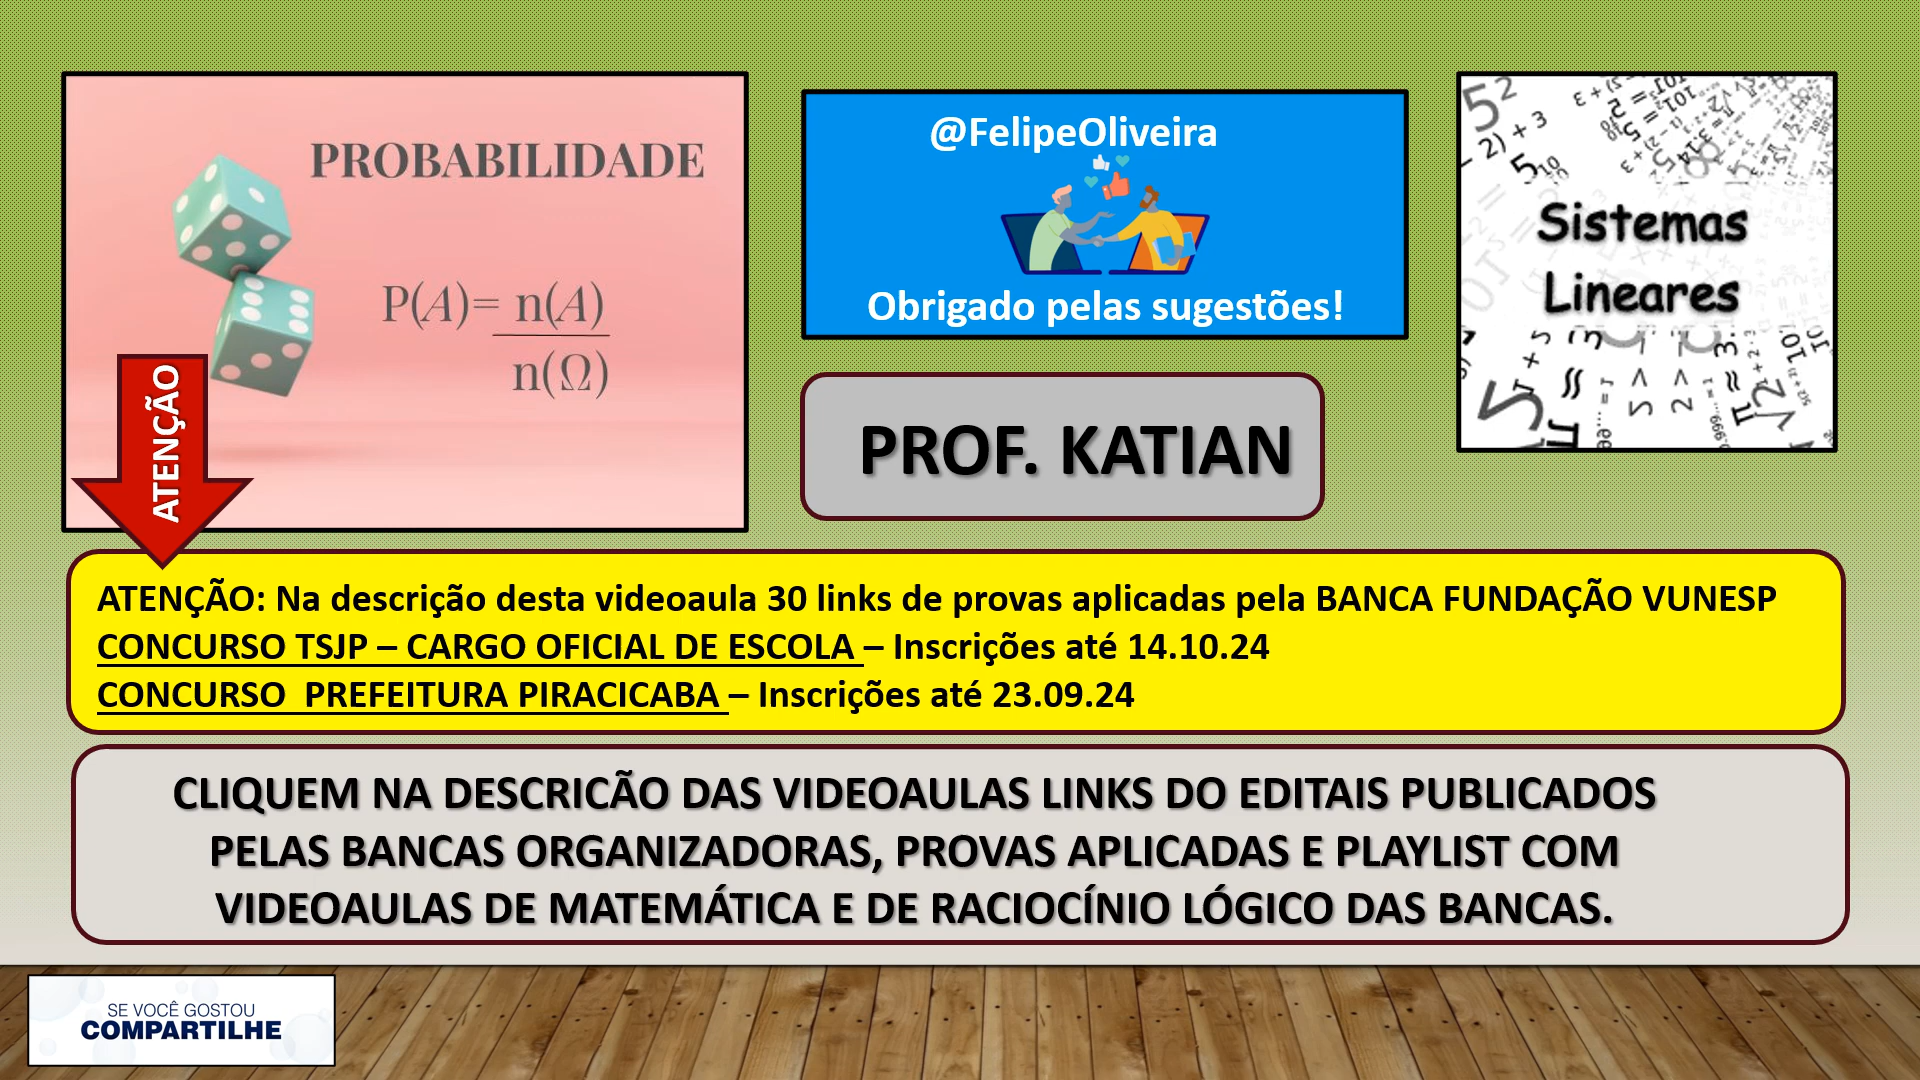 PROBABILIDADE
P(A)= n(A)
n(Ω)
ATENÇÃO
@FelipeOliveira
Obrigado pelas sugestões!
PROF. KATIAN
Sistemas
Lineares
ATENÇÃO: Na descrição desta videoaula 30 links de provas aplicadas pela BANCA FUNDAÇÃO VUNESP
CONCURSO TSJP – CARGO OFICIAL DE ESCOLA – Inscrições até 14.10.24
CONCURSO PREFEITURA PIRACICABA – Inscrições até 23.09.24
CLIQUEM NA DESCRICÃO DAS VIDEOAULAS LINKS DO EDITAIS PUBLICADOS
PELAS BANCAS ORGANIZADORAS, PROVAS APLICADAS E PLAYLIST COM
VIDEOAULAS DE MATEMÁTICA E DE RACIOCÍNIO LÓGICO DAS BANCAS.
SE VOCÊ GOSTOU
COMPARTILHE